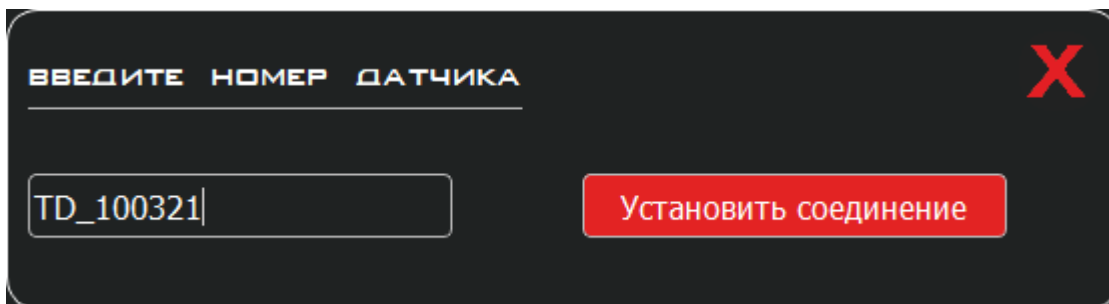 ВВЕДИТЕ НОМЕР ДАТЧИКА
X
TD_100321
Установить соединение